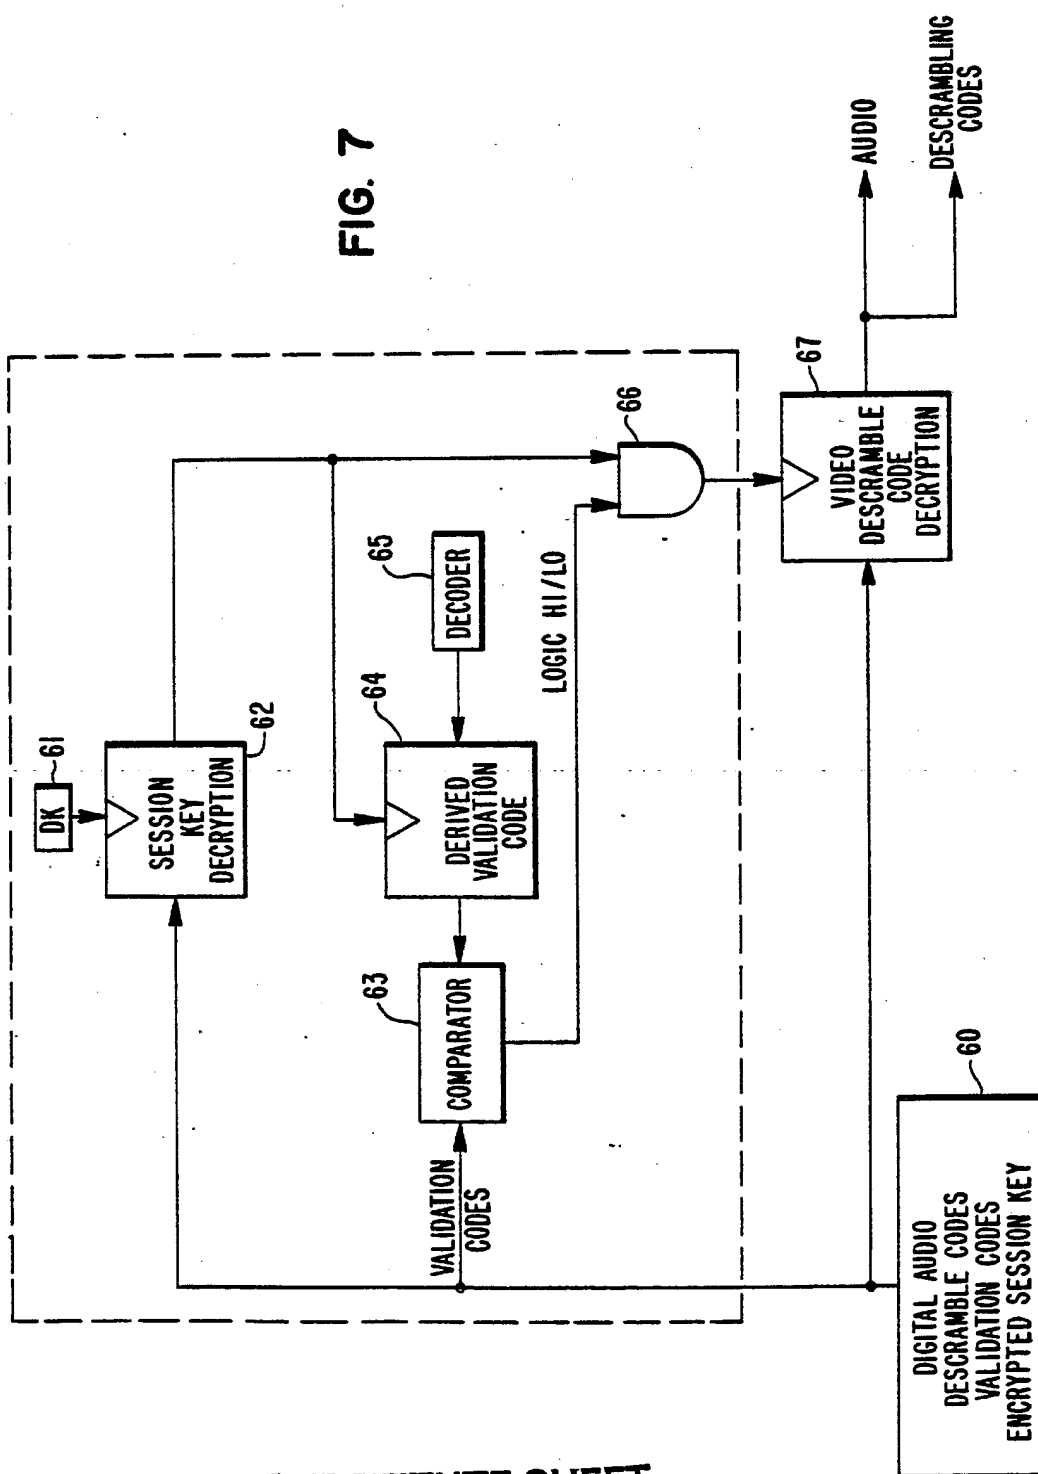 FIG. 7
61
DK
62
SESSION
KEY
DECRYPTION
64
DERIVED
VALIDATION
CODE
65
DECODER
63
COMPARATOR
VALIDATION
CODES
LOGIC HI/LO
66
67
VIDEO
DESCRAMBLE
CODE
DECRYPTION
AUDIO
DESCRAMBLING
CODES
60
DIGITAL AUDIO
DESCRAMBLE CODES
VALIDATION CODES
ENCRYPTED SESSION KEY
SHEET